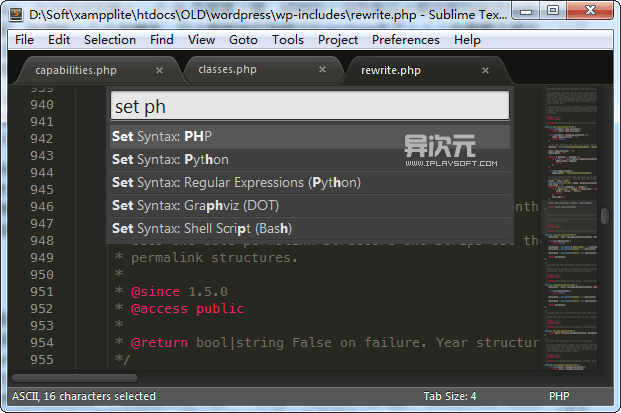 D:\Soft\xampplite\htdocs\OLD\wordpress\wp-includes\rewrite.php - Sublime Tex...
File Edit Selection Find View Goto Tools Project Preferences Help
capabilities.php × classes.php × rewrite.php ×
939
set ph
940
941
Set Syntax: PHP
942
异次元
WWW.IPLAYSOFT.COM
943
Set Syntax: Python
944
Set Syntax: Regular Expressions (Python)
945
Set Syntax: Graphviz (DOT)
946
Set Syntax: Shell Script (Bash)
947
948
949 * permalink structures.
950 *
951 * @since 1.5.0
952 * @access public
953 *
954 * @return bool|string False on failure. Year structur
955 */
ASCII, 16 characters selected Tab Size: 4 PHP